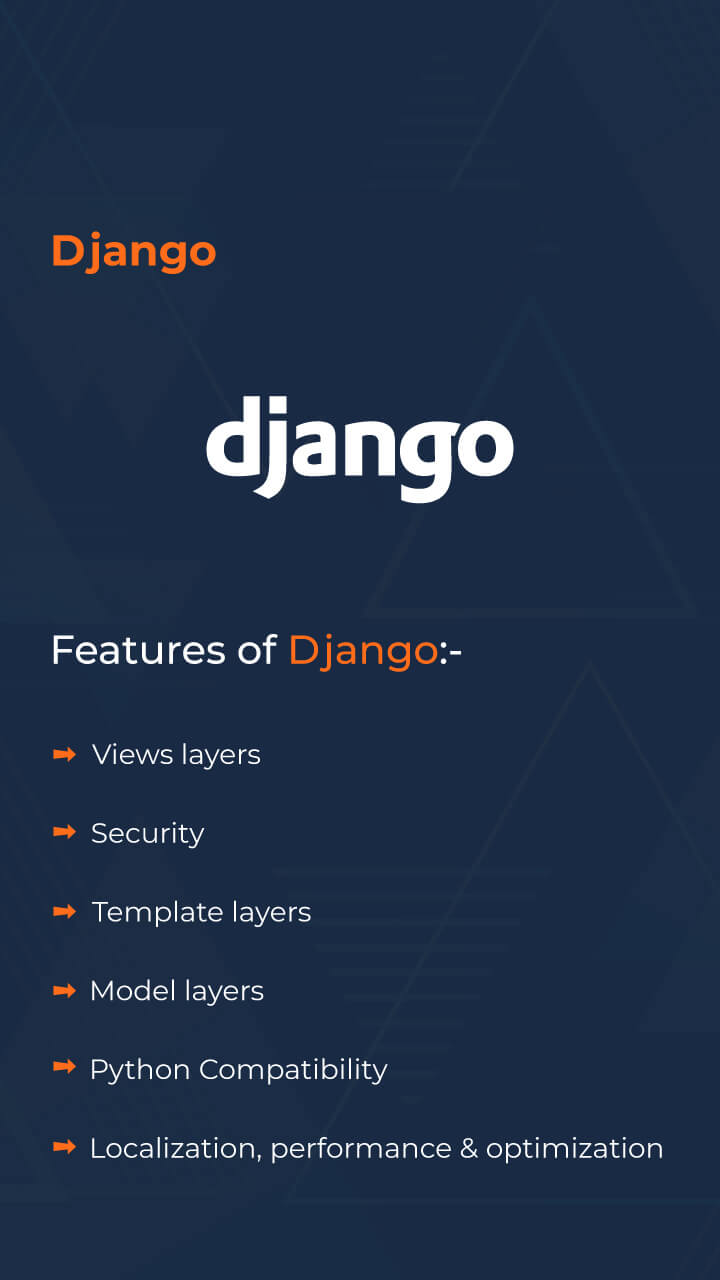 Django
django
Features of Django:-
Views layers
Security
Template layers
Model layers
Python Compatibility
Localization, performance & optimization